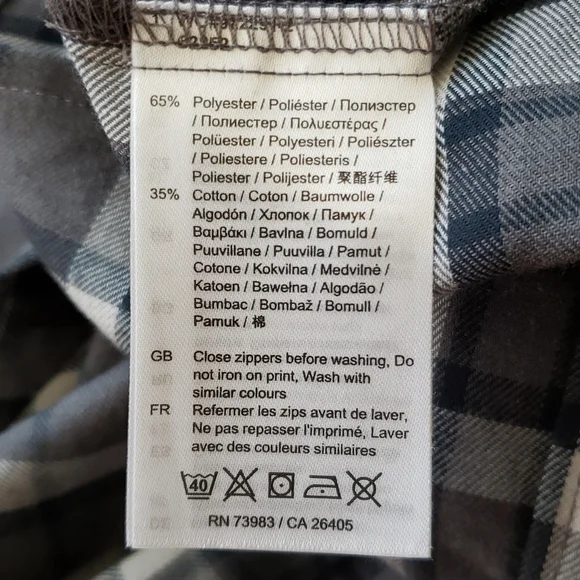 65% Polyester / Poliéster / Полиэстер
/ Полиестер / Πολυεστέρας /
Polüester / Polyesteri / Poliészter
/ Poliestere / Poliesteris /
Poliester / Polijester / 聚酯纤维
35% Cotton / Coton / Baumwolle /
Algodón / Хлопок / Памук /
Βαμβάκι / Bavlna / Bomuld /
Puuvillane / Puuvilla / Pamut /
Cotone / Kokvilna / Medvilnė /
Katoen / Bawełna / Algodão /
Bumbac / Bombaž / Bomull /
Pamuk / 棉
GB Close zippers before washing, Do
not iron on print, Wash with
similar colours
FR Refermer les zips avant de laver,
Ne pas repasser l'imprimé, Laver
avec des couleurs similaires
40
RN 73983 / CA 26405